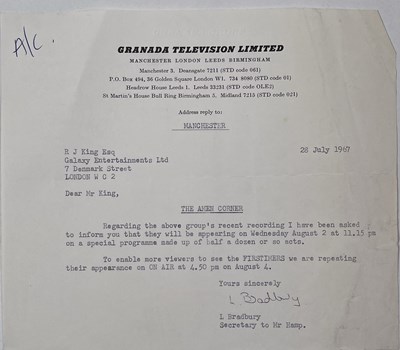 A/c.
GRANADA TELEVISION LIMITED
MANCHESTER LONDON LEEDS BIRMINGHAM
Manchester 3. Deansgate 7211 (STD code 061)
P.O. Box 494, 36 Golden Square London W1. 734 8080 (STD code 01)
Headrow House Leeds 1. Leeds 33231 (STD code OLE2)
St Martin's House Bull Ring Birmingham 5. Midland 7215 (STD code 021)
Address reply to:
MANCHESTER
R J King Esq
Galaxy Entertainments Ltd
7 Denmark Street
LONDON W C 2
28 July 1967
Dear Mr King,
THE AMEN CORNER
Regarding the above group's recent recording I have been asked
to inform you that they will be appearing on Wednesday August 2 at 11.15 pm
on a special programme made up of half a dozen or so acts.
To enable more viewers to see the FIRSTIMERS we are repeating
their appearance on ON AIR at 4.50 pm on August 4.
Yours sincerely
L Bradbury
L Bradbury
Secretary to Mr Hamp.